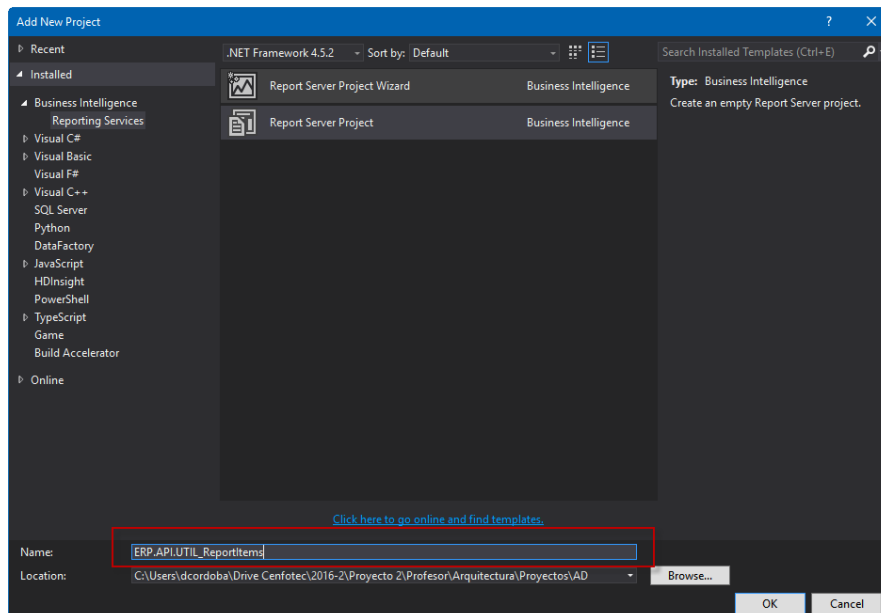 Add New Project
?
Recent
Installed
Business Intelligence
Reporting Services
Visual C#
Visual Basic
Visual F#
Visual C++
SQL Server
Python
DataFactory
JavaScript
HDInsight
PowerShell
TypeScript
Game
Build Accelerator
Online
.NET Framework 4.5.2 Sort by: Default
Report Server Project Wizard Business Intelligence
Report Server Project Business Intelligence
Click here to go online and find templates.
Search Installed Templates (Ctrl+E)
Type: Business Intelligence
Create an empty Report Server project.
Name: ERP.API.UTIL_ReportItems
Location: C:\Users\dcordoba\Drive Cenfotec\2016-2\Proyecto 2\Profesor\Arquitectura\Proyectos\AD Browse...
OK Cancel